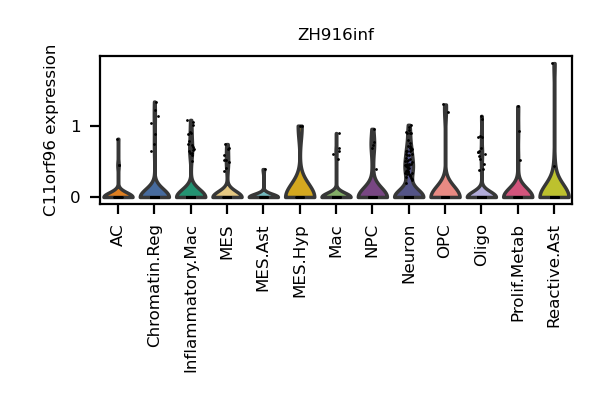 ZH916inf
C11orf96 expression
1
0
AC
Chromatin.Reg
Inflammatory.Mac
MES
MES.Ast
MES.Hyp
Mac
NPC
Neuron
OPC
Oligo
Prolif.Metab
Reactive.Ast